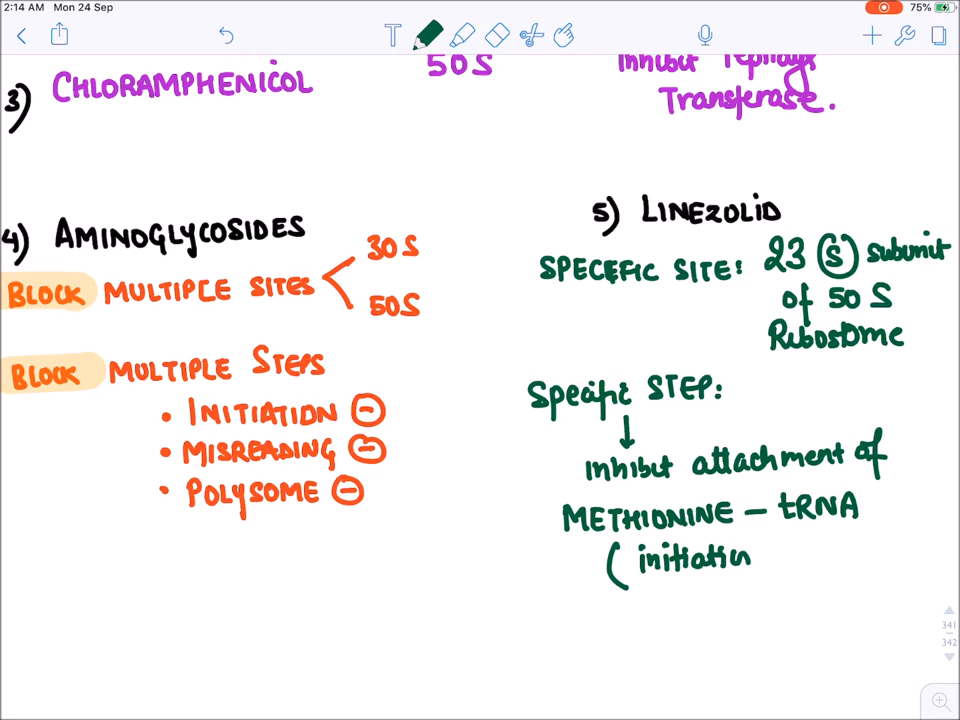 2:14 AM Mon 24 Sep
75%
T
3) CHLORAMPHENICOL
50S
Inhibit
Transferase.
4) AMINOGLYCOSIDES
BLOCK MULTIPLE SITES
30S
50S
BLOCK MULTIPLE STEPS
• INITIATION ⊖
• MISREADING ⊖
• POLYSOME ⊖
5) LINEZOLID
SPECEFIC SITE: 23 S subunit
of 50 S
Ribosome
Specific STEP:
↓
Inhibit attachment of
METHIONINE – tRNA
( initiation
341
342